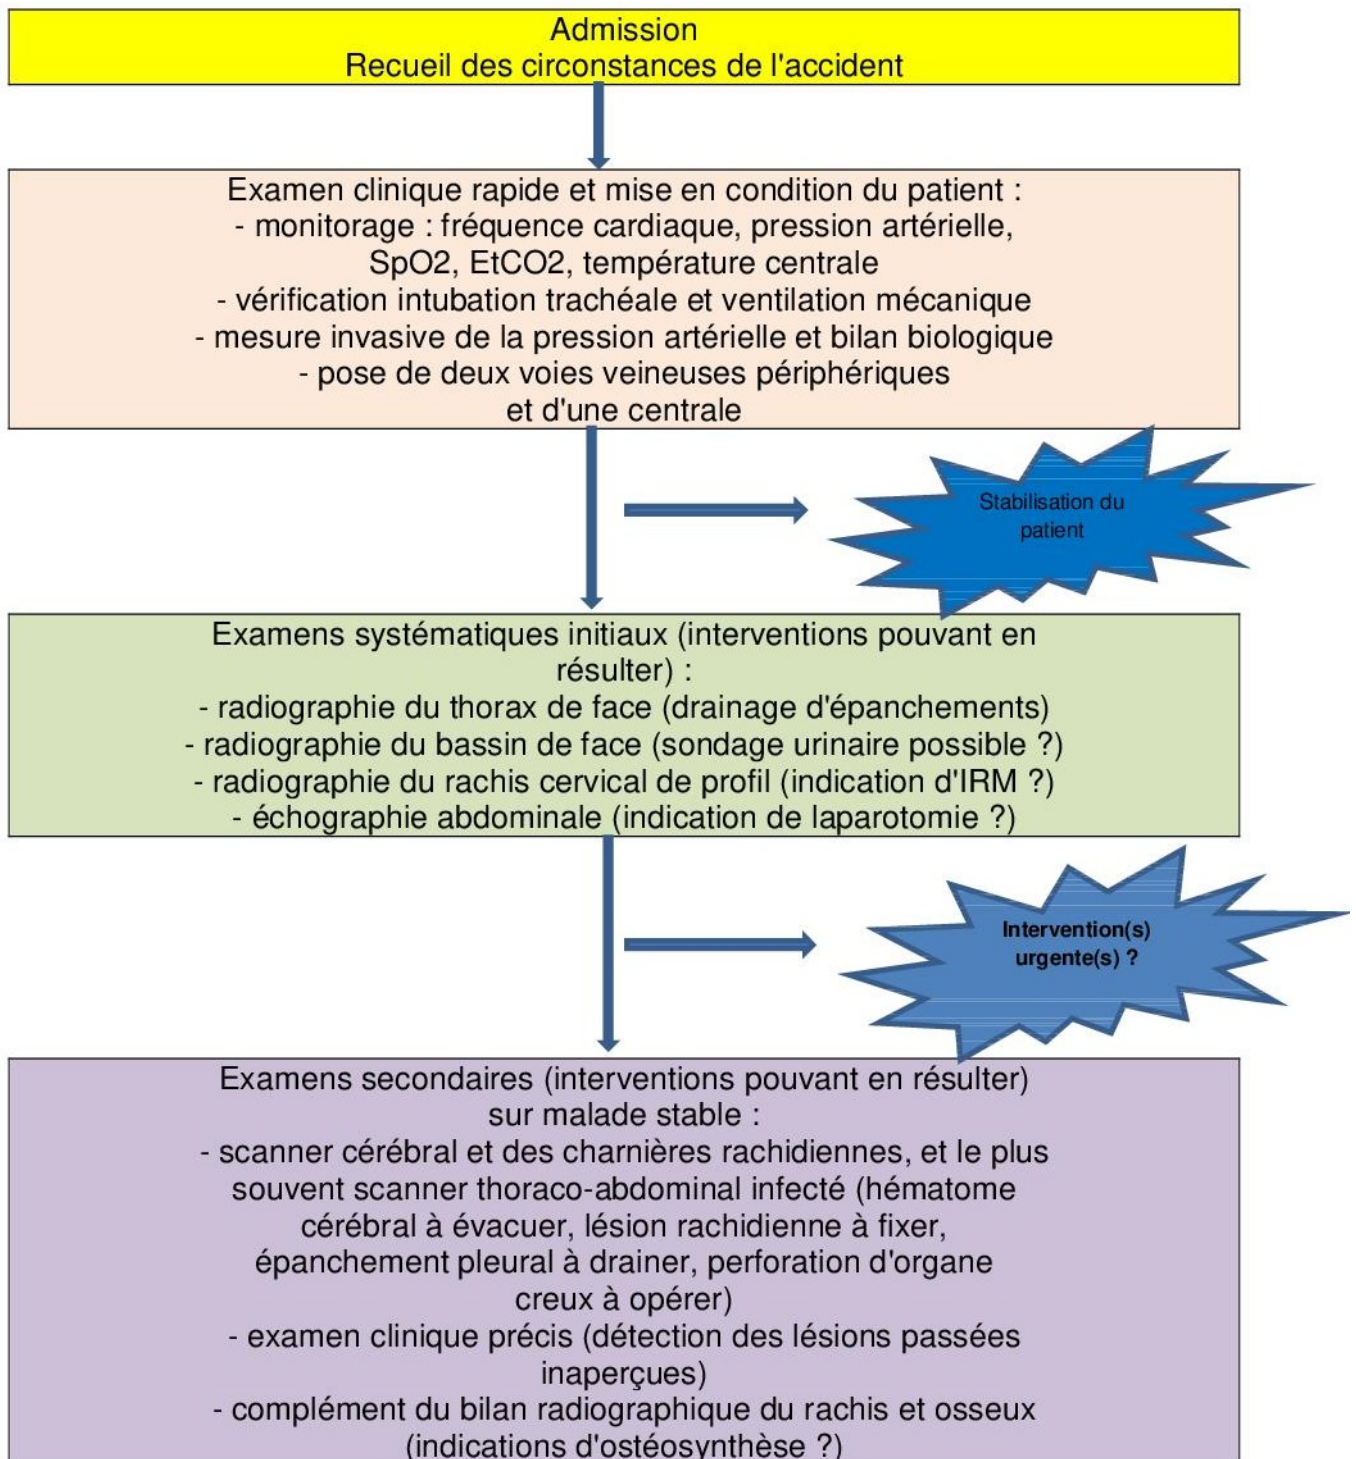 Admission
Recueil des circonstances de l'accident
Examen clinique rapide et mise en condition du patient :
- monitorage : fréquence cardiaque, pression artérielle,
SpO2, EtCO2, température centrale
- vérification intubation trachéale et ventilation mécanique
- mesure invasive de la pression artérielle et bilan biologique
- pose de deux voies veineuses périphériques
et d'une centrale
Stabilisation du
patient
Examens systématiques initiaux (interventions pouvant en
résulter) :
- radiographie du thorax de face (drainage d'épanchements)
- radiographie du bassin de face (sondage urinaire possible ?)
- radiographie du rachis cervical de profil (indication d'IRM ?)
- échographie abdominale (indication de laparotomie ?)
Intervention(s)
urgente(s) ?
Examens secondaires (interventions pouvant en résulter)
sur malade stable :
- scanner cérébral et des charnières rachidiennes, et le plus
souvent scanner thoraco-abdominal infecté (hématome
cérébral à évacuer, lésion rachidienne à fixer,
épanchement pleural à drainer, perforation d'organe
creux à opérer)
- examen clinique précis (détection des lésions passées
inaperçues)
- complément du bilan radiographique du rachis et osseux
(indications d'ostéosynthèse ?)